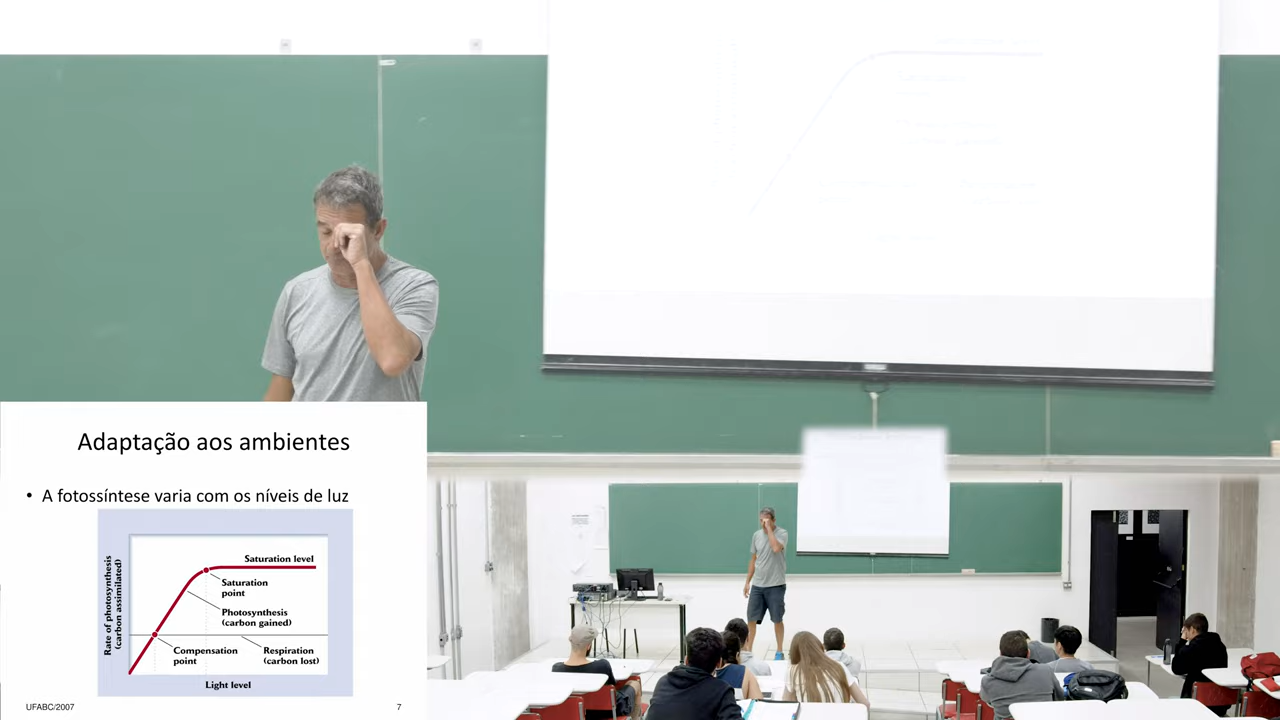 Adaptação aos ambientes
• A fotossíntese varia com os níveis de luz
Rate of photosynthesis
(carbon assimilated)
Saturation level
Saturation
point
Photosynthesis
(carbon gained)
Compensation
point
Respiration
(carbon lost)
Light level
UFABC/2007
7